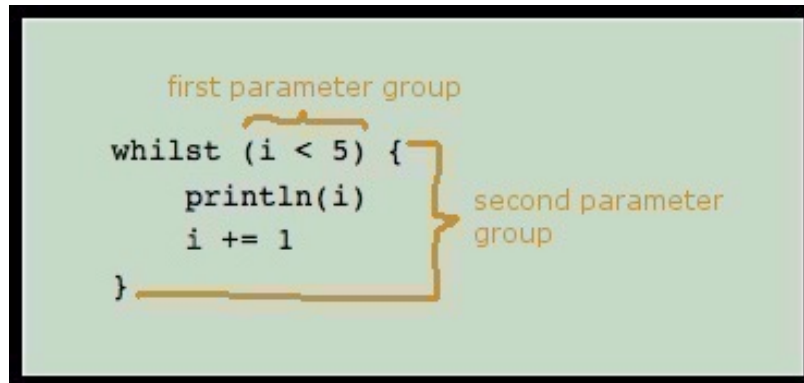 first parameter group
whilst (i < 5) {
println(i)
second parameter
i += 1
group
}